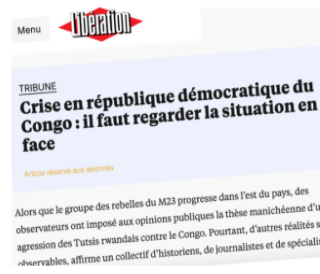 Menu
Libération
TRIBUNE
Crise en république démocratique du
Congo : il faut regarder la situation en
face
Article réservé aux abonnés
Alors que le groupe des rebelles du M23 progresse dans l'est du pays, des
observateurs ont imposé aux opinions publiques la thèse manichéenne d'u
agression des Tutsis rwandais contre le Congo. Pourtant, d'autres réalités s
observables, affirme un collectif d'historiens, de journalistes et de spécialis